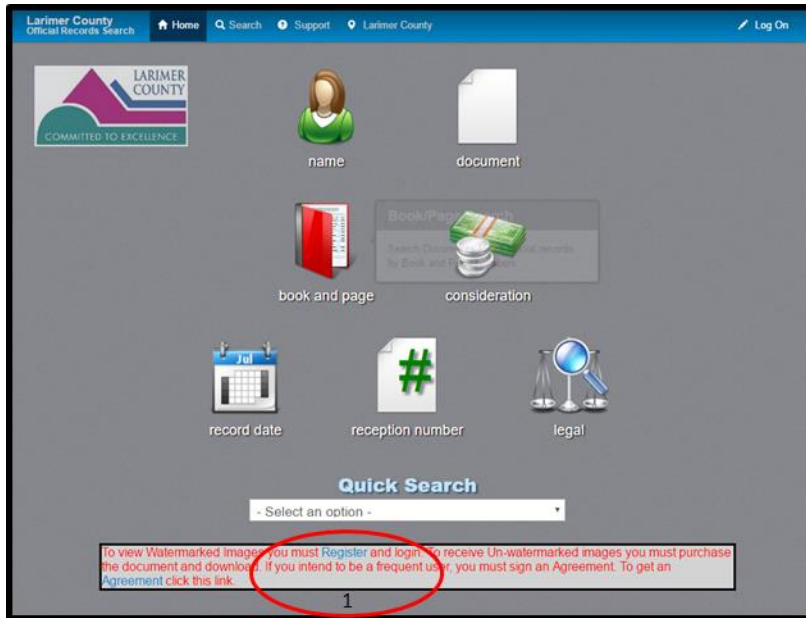 Larimer County
Official Records Search
Home
Search
Support
Larimer County
Log On
LARIMER
COUNTY
COMMITTED TO EXCELLENCE
name
document
Book/Page Search
by Book and
book and page
consideration
Jul
#
record date
reception number
legal
Quick Search
- Select an option -
To view Watermarked Images you must Register and login. To receive Un-watermarked images you must purchase
the document and download. If you intend to be a frequent user, you must sign an Agreement. To get an
Agreement click this link.
1